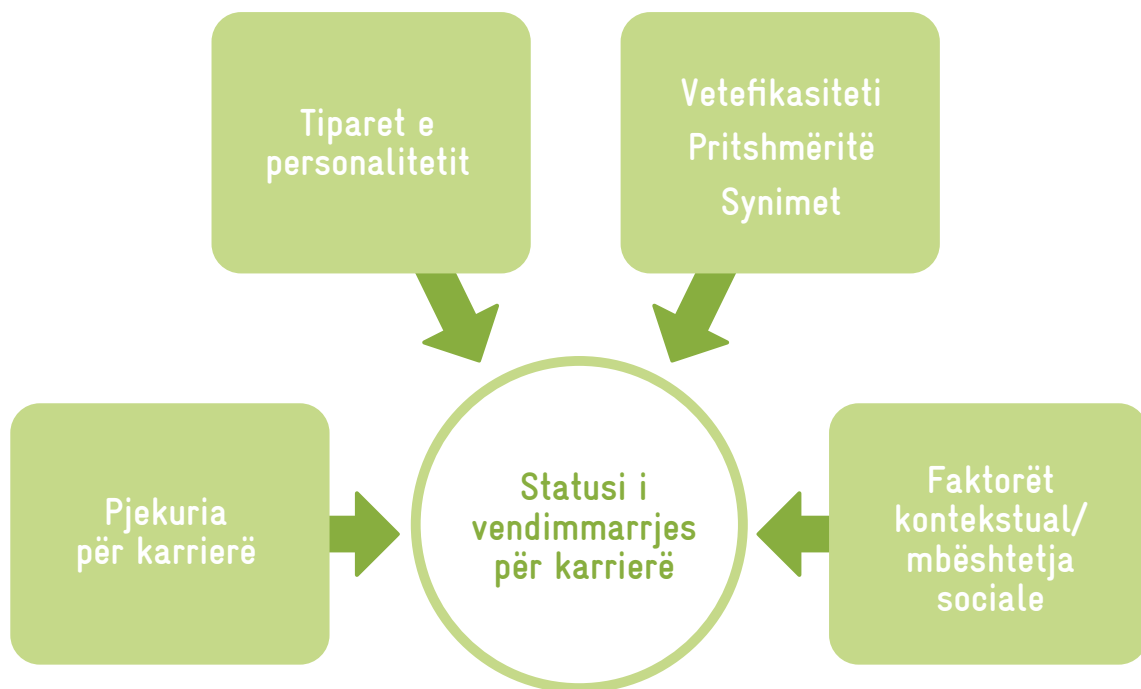 Tiparet e
personalitetit
Vetefikasiteti
Pritshmëritë
Synimet
Pjekuria
për karrierë
Statusi i
vendimmarrjes
për karrierë
Faktorët
kontekstual/
mbështetja
sociale